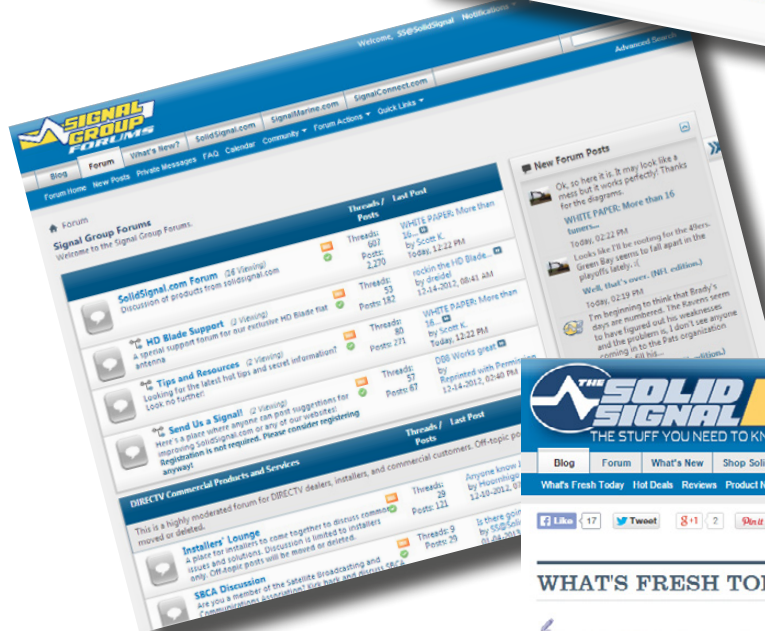 Welcome, SS@SolidSignal Notifications
SIGNAL
GROUP
FORUMS
Blog Forum What's New? SolidSignal.com SignalMarine.com SignalConnect.com
Advanced Search
Forum Home New Posts Private Messages FAQ Calendar Community Forum Actions Quick Links
Forum
Signal Group Forums
Welcome to the Signal Group Forums.
Threads / Posts Last Post
SolidSignal.com Forum (26 Viewing)
Discussion of products from solidsignal.com
Threads: 607
Posts: 2,270
WHITE PAPER: More than 16...
by Scott K.
Today, 12:22 PM
HD Blade Support (2 Viewing)
A special support forum for our exclusive HD Blade flat antenna
Threads: 53
Posts: 182
rockin the HD Blade...
by dreidel
12-14-2012, 08:41 AM
Tips and Resources (2 Viewing)
Looking for the latest hot tips and secret information?
Look no further!
Threads: 80
Posts: 271
WHITE PAPER: More than 16...
by Scott K.
Today, 12:22 PM
Send Us a Signal! (2 Viewing)
Here's a place where anyone can post suggestions for
improving SolidSignal.com or any of our websites!
Registration is not required. Please consider registering
anyway!
Threads: 57
Posts: 67
DB8 Works great
by
Reprinted with Permission
12-14-2012, 02:40 PM
DIRECTV Commercial Products and Services
Threads / Posts Last Post
This is a highly moderated forum for DIRECTV dealers, installers, and commercial customers. Off-topic
moved or deleted.
Installers' Lounge
A place for installers to come together to discuss common
issues and solutions. Discussion is limited to installers
only. Off-topic posts will be moved or deleted.
Threads: 29
Posts: 121
Anyone know
12-10-2012,
SBCA Discussion
Are you a member of the Satellite Broadcasting and
Communications Association? Kick back and discuss SBCA
Threads: 9
Posts: 29
Is there
New Forum Posts
Ok, so here it is. It may look like a
mess but it works perfectly! Thanks
for the diagrams.
WHITE PAPER: More than 16
tuners...
Today, 02:22 PM
Looks like I'll be rooting for the 49ers.
Green Bay seems to fall apart in the
playoffs lately. :(
Well, that's over. (NFL edition.)
Today, 02:19 PM
I'm beginning to think that Brady's
days are numbered. The Ravens seem
to have figured out his weaknesses
and the problem is, I don't see anyone
coming in to the Pats organization
THE
SOLID
SIGNAL
THE STUFF YOU NEED TO
Blog Forum What's New Shop
What's Fresh Today Hot Deals Reviews Product
Like 17 Tweet +1 2 Pin it
WHAT'S FRESH